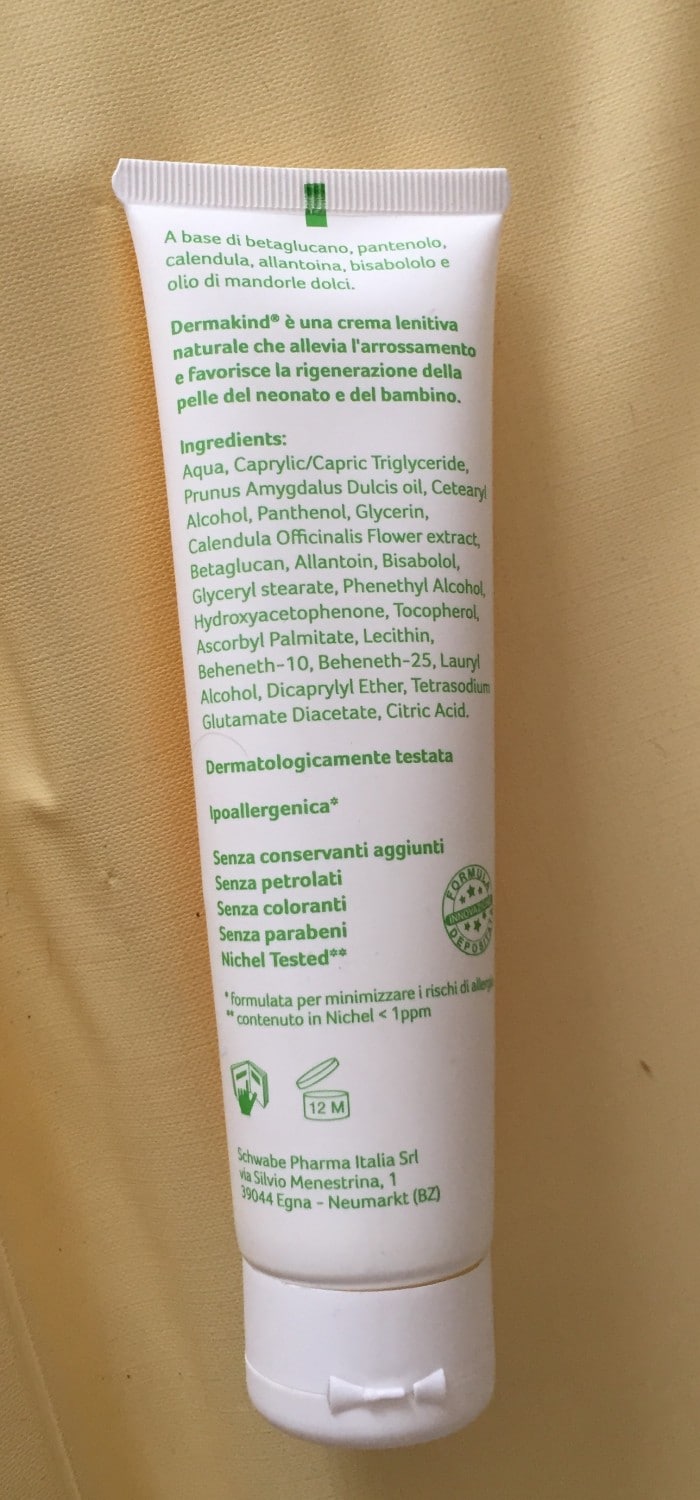 A base di betaglucano, pantenolo,
calendula, allantoina, bisabololo e
olio di mandorle dolci.
Dermakind® è una crema lenitiva
naturale che allevia l'arrossamento
e favorisce la rigenerazione della
pelle del neonato e del bambino.
Ingredients:
Aqua, Caprylic/Capric Triglyceride,
Prunus Amygdalus Dulcis oil, Cetearyl
Alcohol, Panthenol, Glycerin,
Calendula Officinalis Flower extract,
Betaglucan, Allantoin, Bisabolol,
Glyceryl stearate, Phenethyl Alcohol,
Hydroxyacetophenone, Tocopherol,
Ascorbyl Palmitate, Lecithin,
Beheneth-10, Beheneth-25, Lauryl
Alcohol, Dicaprylyl Ether, Tetrasodium
Glutamate Diacetate, Citric Acid.
Dermatologicamente testata
Ipoallergenica*
Senza conservanti aggiunti
Senza petrolati
Senza coloranti
Senza parabeni
Nichel Tested**
FORMULA
*formulata per minimizzare i rischi di
**contenuto in Nichel < 1ppm
12 M
Schwabe Pharma Italia Srl
via Silvio Menestrina, 1
39044 Egna - Neumarkt (BZ)